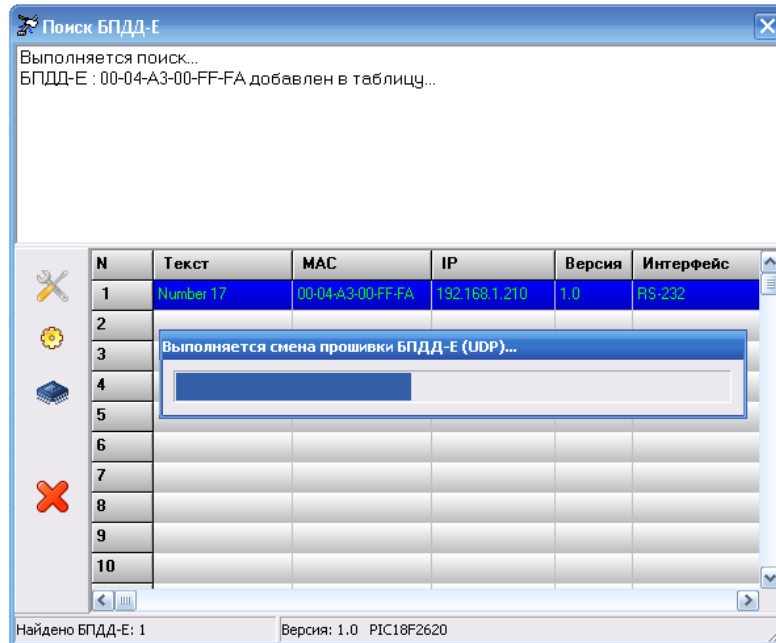 Поиск БПДД-Е
Выполняется поиск...
БПДД-Е : 00-04-A3-00-FF-FA добавлен в таблицу...
N Текст MAC IP Версия Интерфейс
1 Number 17 00-04-A3-00-FF-FA 192.168.1.210 1.0 RS-232
2
Выполняется смена прошивки БПДД-Е (UDP)...
3
4
5
6
7
8
9
10
Найдено БПДД-Е: 1 Версия: 1.0 PIC18F2620